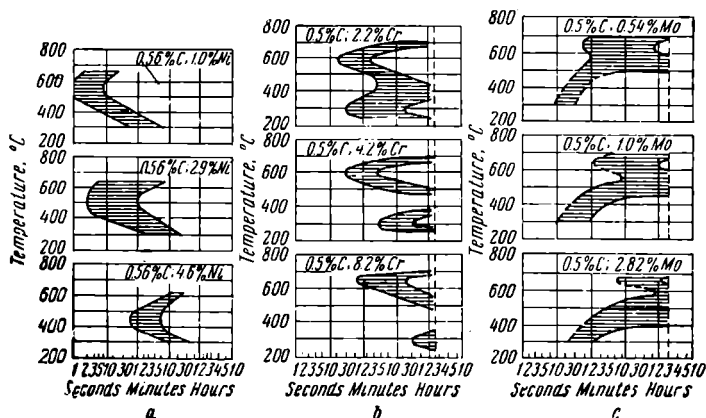 Temperature, °C
800
600
400
200
0,56%C, 1.0%Ni
800
600
400
200
0.56%C; 2.9%Ni
800
600
400
200
0,56%C; 4.6%Ni
Seconds Minutes Hours
a
Temperature, °C
800
600
400
200
0.5%C; 2.2%Cr
800
600
400
200
0.5%C; 4.2%Cr
800
600
400
200
0.5%C; 8.2%Cr
Seconds Minutes Hours
b
Temperature, °C
800
600
400
200
0.5%C, 0.54%Mo
800
600
400
200
0.5%C; 1.0%Mo
800
600
400
200
0.5%C; 2.82%Mo
Seconds Minutes Hours
c